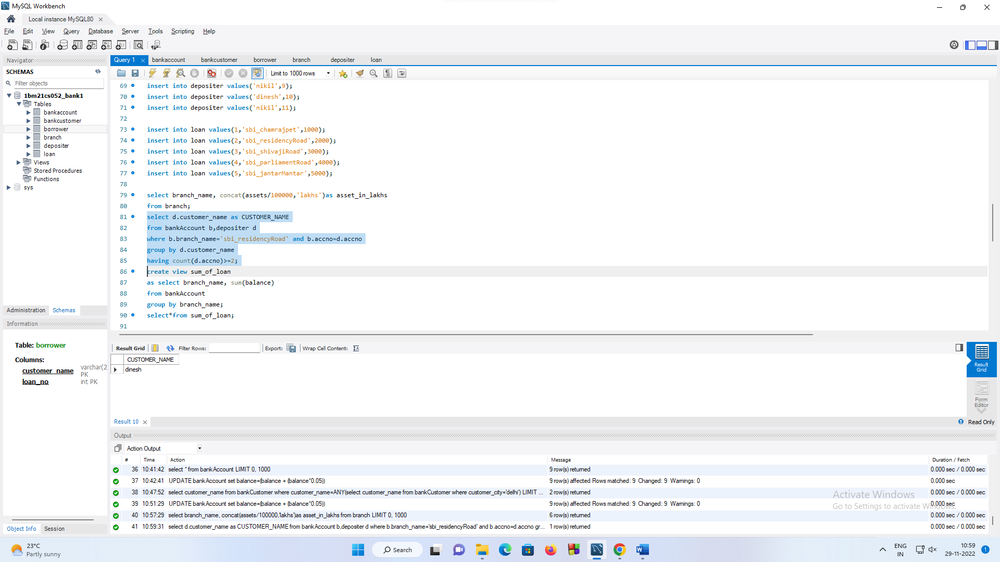 MySQL Workbench
Local instance MySQL80
File Edit View Query Database Server Tools Scripting Help
Navigator
SCHEMAS
Filter objects
1bm21cs052_bank1
Tables
bankaccount
bankcustomer
borrower
branch
depositer
loan
Views
Stored Procedures
Functions
sys
Administration Schemas
Information
Table: borrower
Columns:
customer_name varchar(2
PK
loan_no int PK
Object Info Session
Query 1 bankaccount bankcustomer borrower branch depositer loan
Limit to 1000 rows
69 insert into depositer values('nikil',9);
70 insert into depositer values('dinesh',10);
71 insert into depositer values('nikil',11);
72
73 insert into loan values(1,'sbi_chamrajpet',1000);
74 insert into loan values(2,'sbi_residencyRoad',2000);
75 insert into loan values(3,'sbi_shivajiRoad',3000);
76 insert into loan values(4,'sbi_parliamentRoad',4000);
77 insert into loan values(5,'sbi_jantarMantar',5000);
78
79 select branch_name, concat(assets/100000,'lakhs')as asset_in_lakhs
80 from branch;
81 select d.customer_name as CUSTOMER_NAME
82 from bankAccount b,depositer d
83 where b.branch_name='sbi_residencyRoad' and b.accno=d.accno
84 group by d.customer_name
85 having count(d.accno)>=2;
86 create view sum_of_loan
87 as select branch_name, sum(balance)
88 from bankAccount
89 group by branch_name;
90 select*from sum_of_loan;
91
Result Grid Filter Rows: Export: Wrap Cell Content:
CUSTOMER_NAME
dinesh
Result Grid
Form Editor
Result 10
Read Only
Output
Action Output
# Time Action Message Duration / Fetch
36 10:41:42 select * from bankAccount LIMIT 0, 1000 9 row(s) returned 0.000 sec / 0.000 sec
37 10:42:41 UPDATE bankAccount set balance=(balance + (balance*0.05)) 9 row(s) affected Rows matched: 9 Changed: 9 Warnings: 0 0.000 sec
38 10:47:52 select customer_name from bankCustomer where customer_name=ANY(select customer_name from bankCustomer where customer_city='delhi') LIMIT ... 2 row(s) returned 0.000 sec / 0.000 sec
39 10:51:29 UPDATE bankAccount set balance=(balance + (balance*0.05)) 9 row(s) affected Rows matched: 9 Changed: 9 Warnings: 0 0.000 sec
40 10:57:29 select branch_name, concat(assets/100000,'lakhs')as asset_in_lakhs from branch LIMIT 0, 1000 6 row(s) returned 0.000 sec / 0.000 sec
41 10:59:31 select d.customer_name as CUSTOMER_NAME from bankAccount b,depositer d where b.branch_name='sbi_residencyRoad' and b.accno=d.accno gr... 1 row(s) returned 0.000 sec / 0.000 sec
Activate Windows
Go to Settings to activate Windows.
23°C
Partly sunny
Search
ENG
IN
10:59
29-11-2022
1